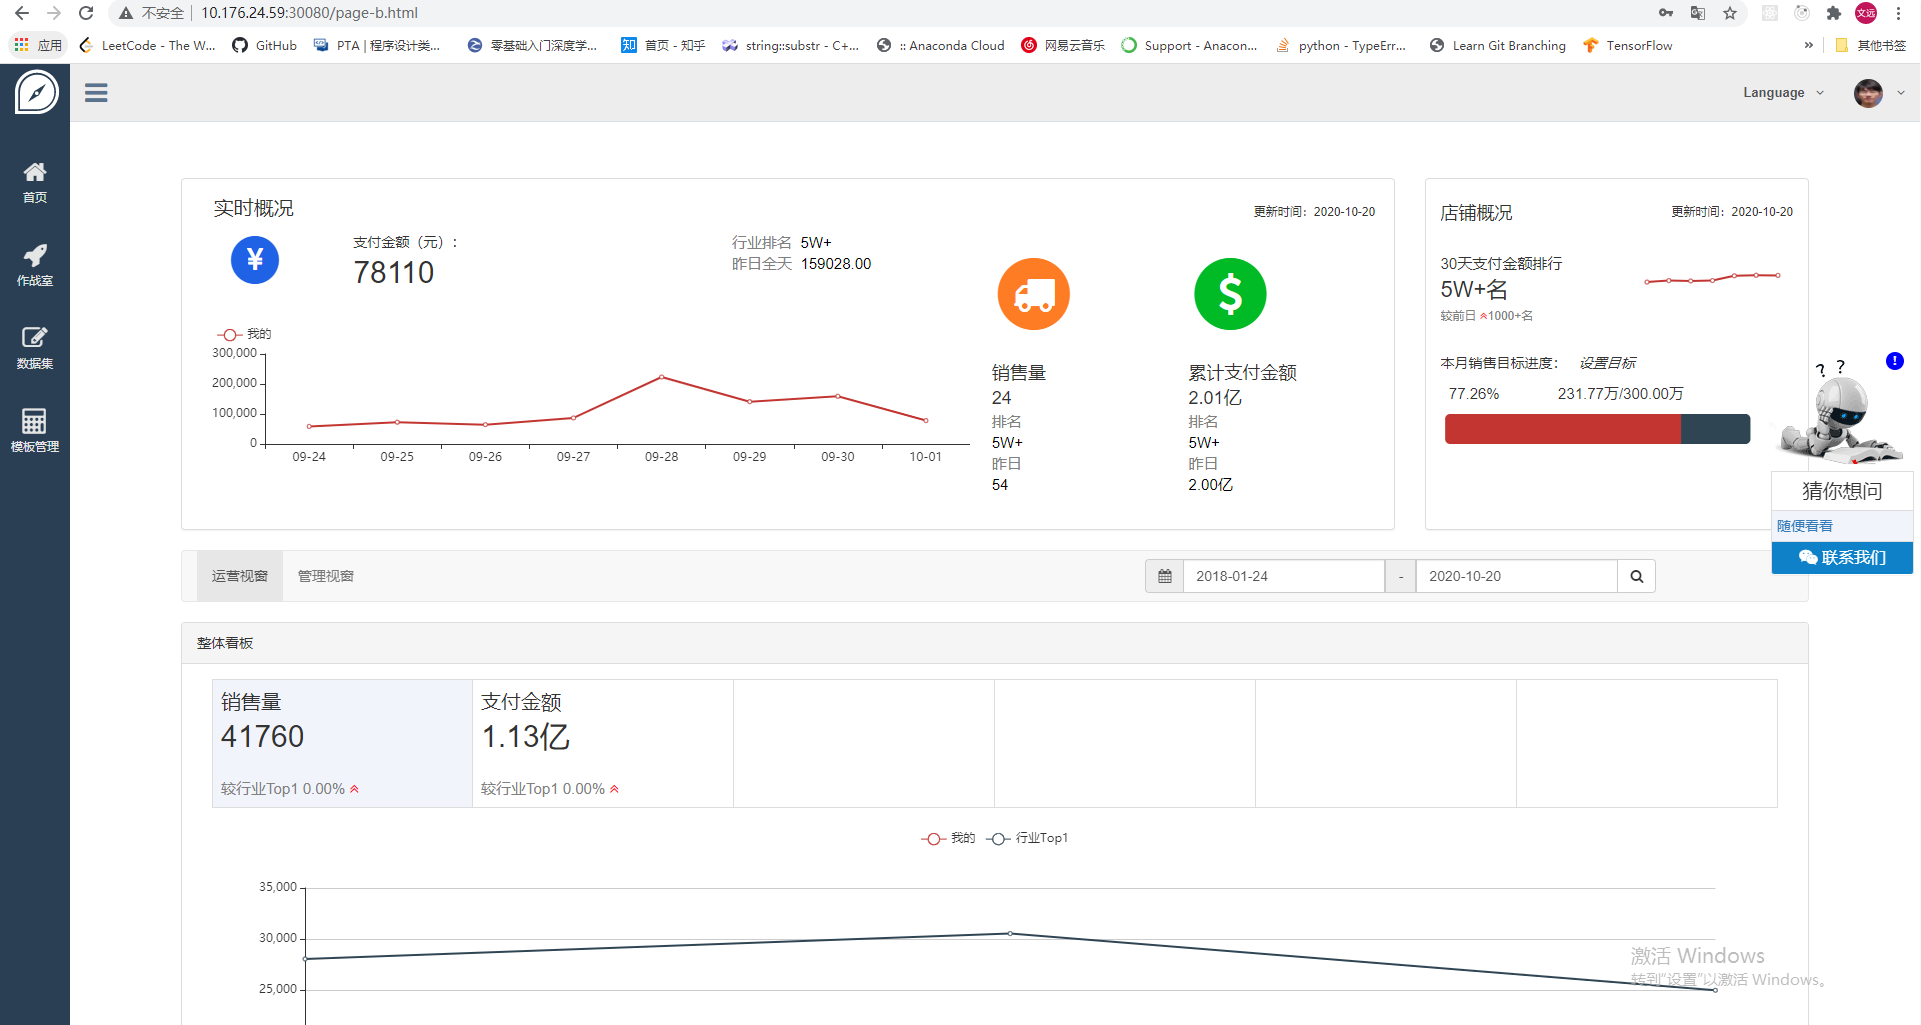 不安全 10.176.24.59:30080/page-b.html 文远
应用 LeetCode - The W... GitHub PTA | 程序设计类... 零基础入门深度学... 知 首页 - 知乎 string::substr - C+... :: Anaconda Cloud 网易云音乐 Support - Anacon... python - TypeErr... Learn Git Branching TensorFlow » 其他书签
Language
首页
作战室
数据集
模板管理
实时概况
更新时间：2020-10-20
支付金额（元）：
78110
行业排名 5W+
昨日全天 159028.00
我的
300,000
200,000
100,000
0
09-24 09-25 09-26 09-27 09-28 09-29 09-30 10-01
销售量
24
排名
5W+
昨日
54
累计支付金额
2.01亿
排名
5W+
昨日
2.00亿
店铺概况
更新时间：2020-10-20
30天支付金额排行
5W+名
较前日 1000+名
本月销售目标进度： 设置目标
77.26% 231.77万/300.00万
? ?
!
猜你想问
随便看看
联系我们
运营视窗 管理视窗
2018-01-24 - 2020-10-20
整体看板
销售量
41760
较行业Top1 0.00%
支付金额
1.13亿
较行业Top1 0.00%
我的 行业Top1
35,000
30,000
25,000
激活 Windows
转到"设置"以激活 Windows。